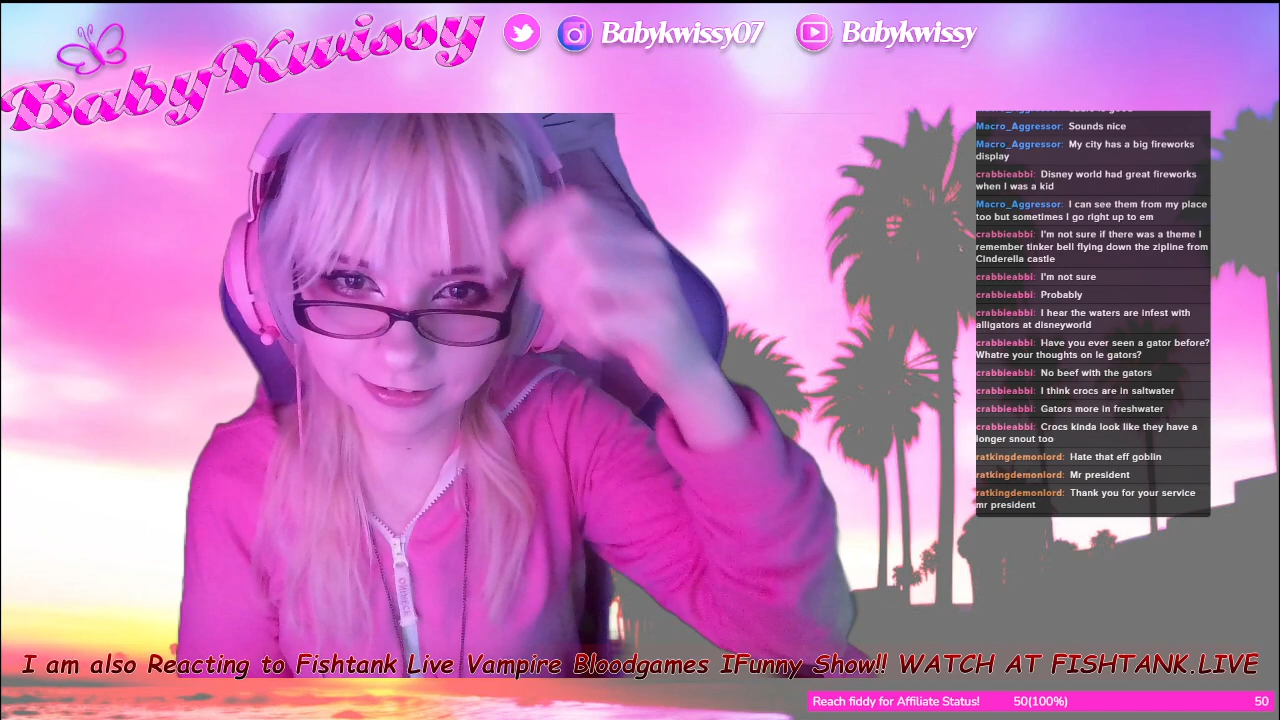 BabyKwissy
Babykwissy07
Babykwissy
Macro_Aggressor: Sounds nice
Macro_Aggressor: My city has a big fireworks
display
crabbieabbi: Disney world had great fireworks
when I was a kid
Macro_Aggressor: I can see them from my place
too but sometimes I go right up to em
crabbieabbi: I'm not sure if there was a theme I
remember tinker bell flying down the zipline from
Cinderella castle
crabbieabbi: I'm not sure
crabbieabbi: Probably
crabbieabbi: I hear the waters are infest with
alligators at disneyworld
crabbieabbi: Have you ever seen a gator before?
Whatre your thoughts on le gators?
crabbieabbi: No beef with the gators
crabbieabbi: I think crocs are in saltwater
crabbieabbi: Gators more in freshwater
crabbieabbi: Crocs kinda look like they have a
longer snout too
ratkingdemonlord: Hate that eff goblin
ratkingdemonlord: Mr president
ratkingdemonlord: Thank you for your service
mr president
I am also Reacting to Fishtank Live Vampire Bloodgames IFunny Show!! WATCH AT FISHTANK.LIVE
Reach fiddy for Affiliate Status! 50(100%) 50